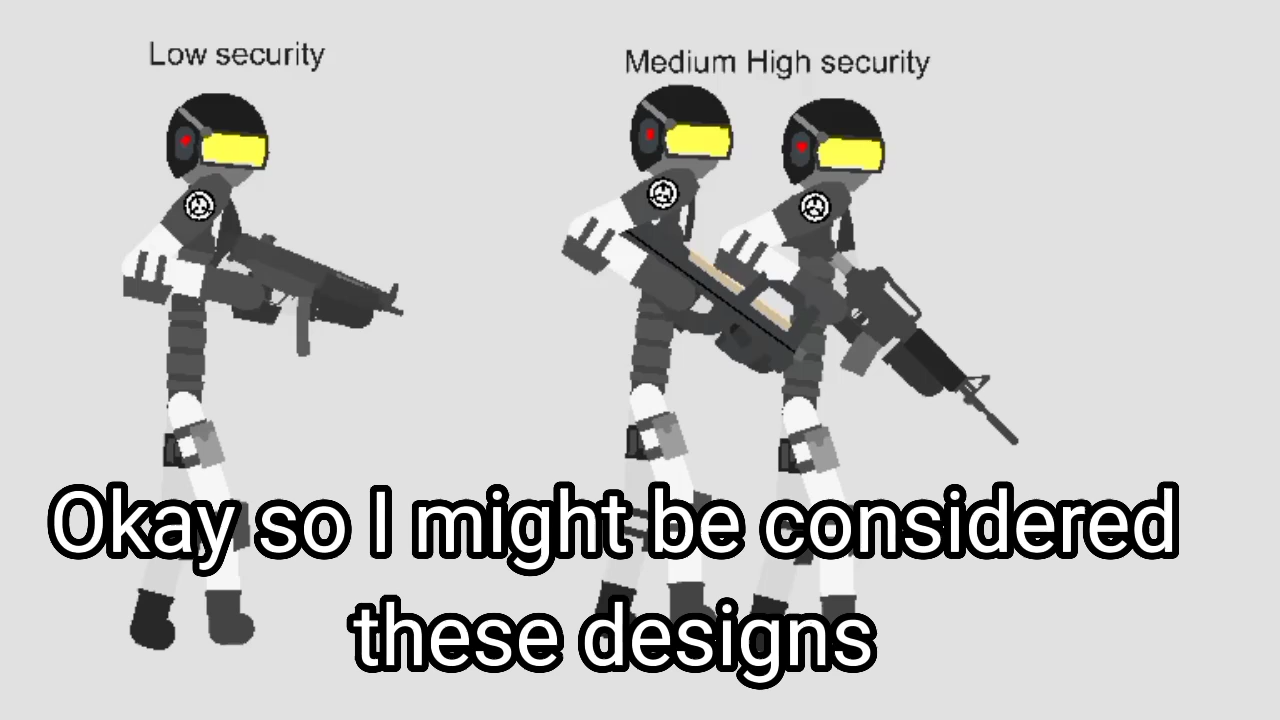 Low security
Medium High security
Okay so I might be considered
these designs